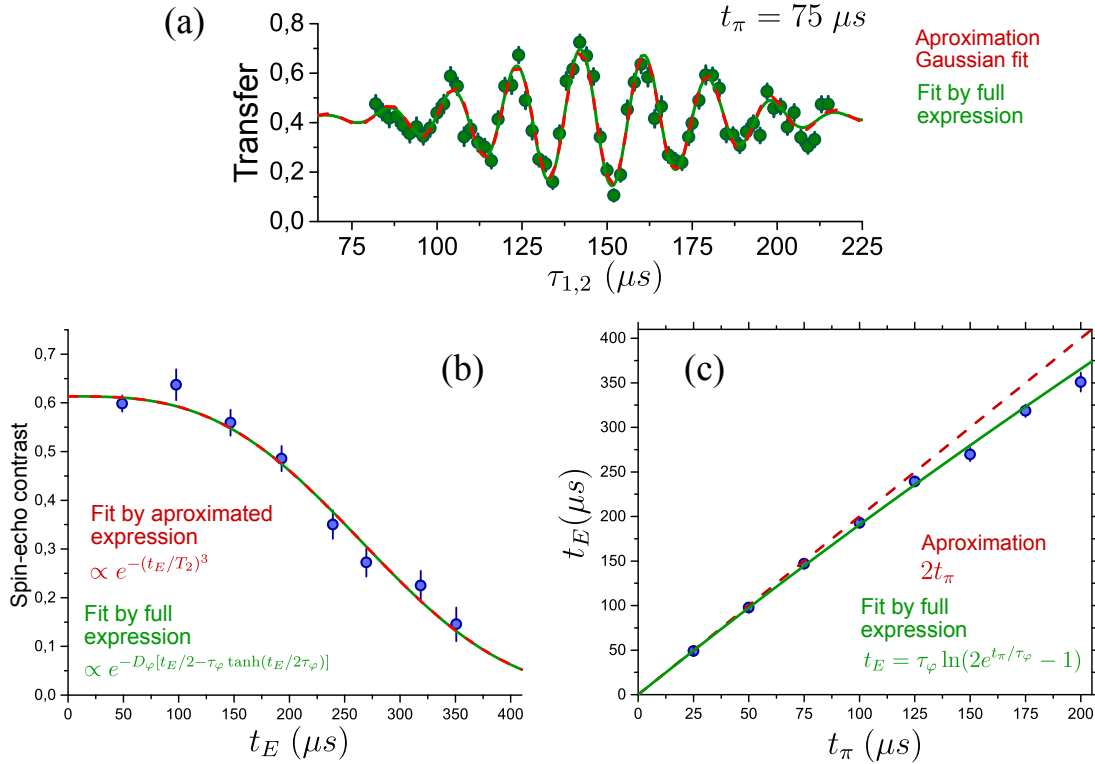 (a)
t_π = 75 μs
Transfer
0,8
0,6
0,4
0,2
0,0
75 100 125 150 175 200 225
τ_{1,2} (μs)
Aproximation
Gaussian fit
Fit by full
expression
(b)
Spin-echo contrast
0,7
0,6
0,5
0,4
0,3
0,2
0,1
0,0
0 50 100 150 200 250 300 350 400
t_E (μs)
Fit by aproximated
expression
∝ e^{-(t_E/T_2)^3}
Fit by full
expression
∝ e^{-D_φ[t_E/2-τ_φ tanh(t_E/2τ_φ)]}
(c)
t_E(μs)
400
350
300
250
200
150
100
50
0
0 25 50 75 100 125 150 175 200
t_π (μs)
Aproximation
2t_π
Fit by full
expression
t_E = τ_φ ln(2e^{t_π/τ_φ} - 1)